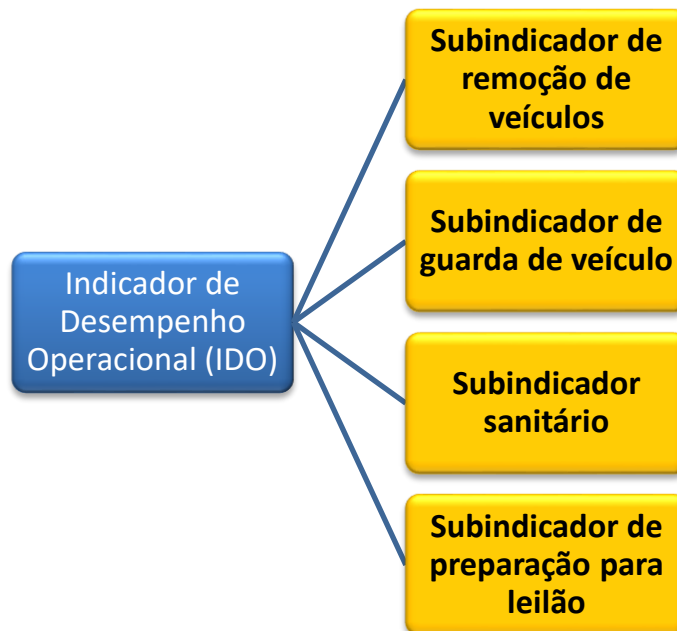 Subindicador de
remoção de
veículos
Subindicador de
guarda de veículo
Indicador de
Desempenho
Operacional (IDO)
Subindicador
sanitário
Subindicador de
preparação para
leilão